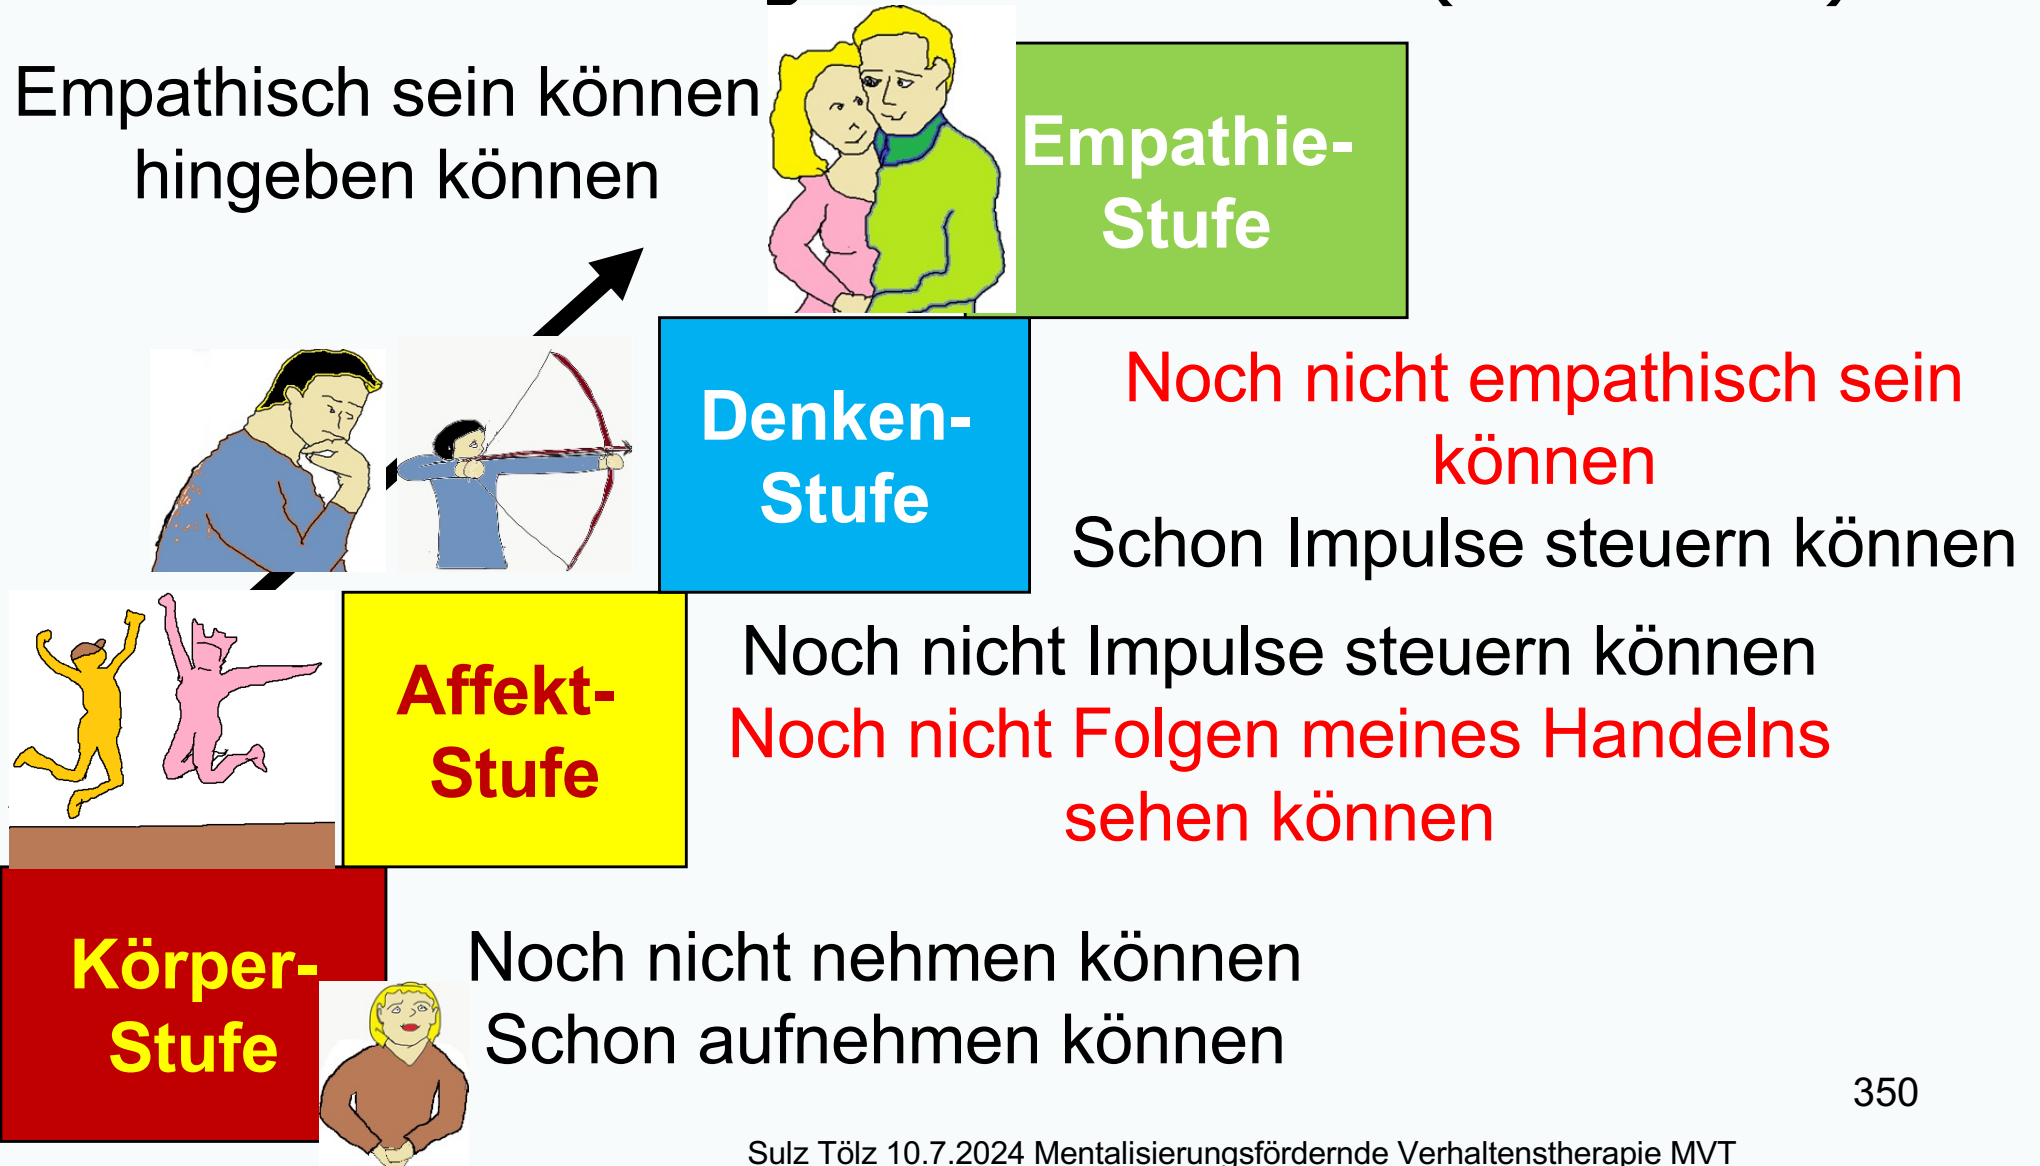 Empathisch sein können
hingeben können
Empathie-
Stufe
Denken-
Stufe
Noch nicht empathisch sein
können
Schon Impulse steuern können
Affekt-
Stufe
Noch nicht Impulse steuern können
Noch nicht Folgen meines Handelns
sehen können
Körper-
Stufe
Noch nicht nehmen können
Schon aufnehmen können
350
Sulz Tölz 10.7.2024 Mentalisierungsfördernde Verhaltenstherapie MVT